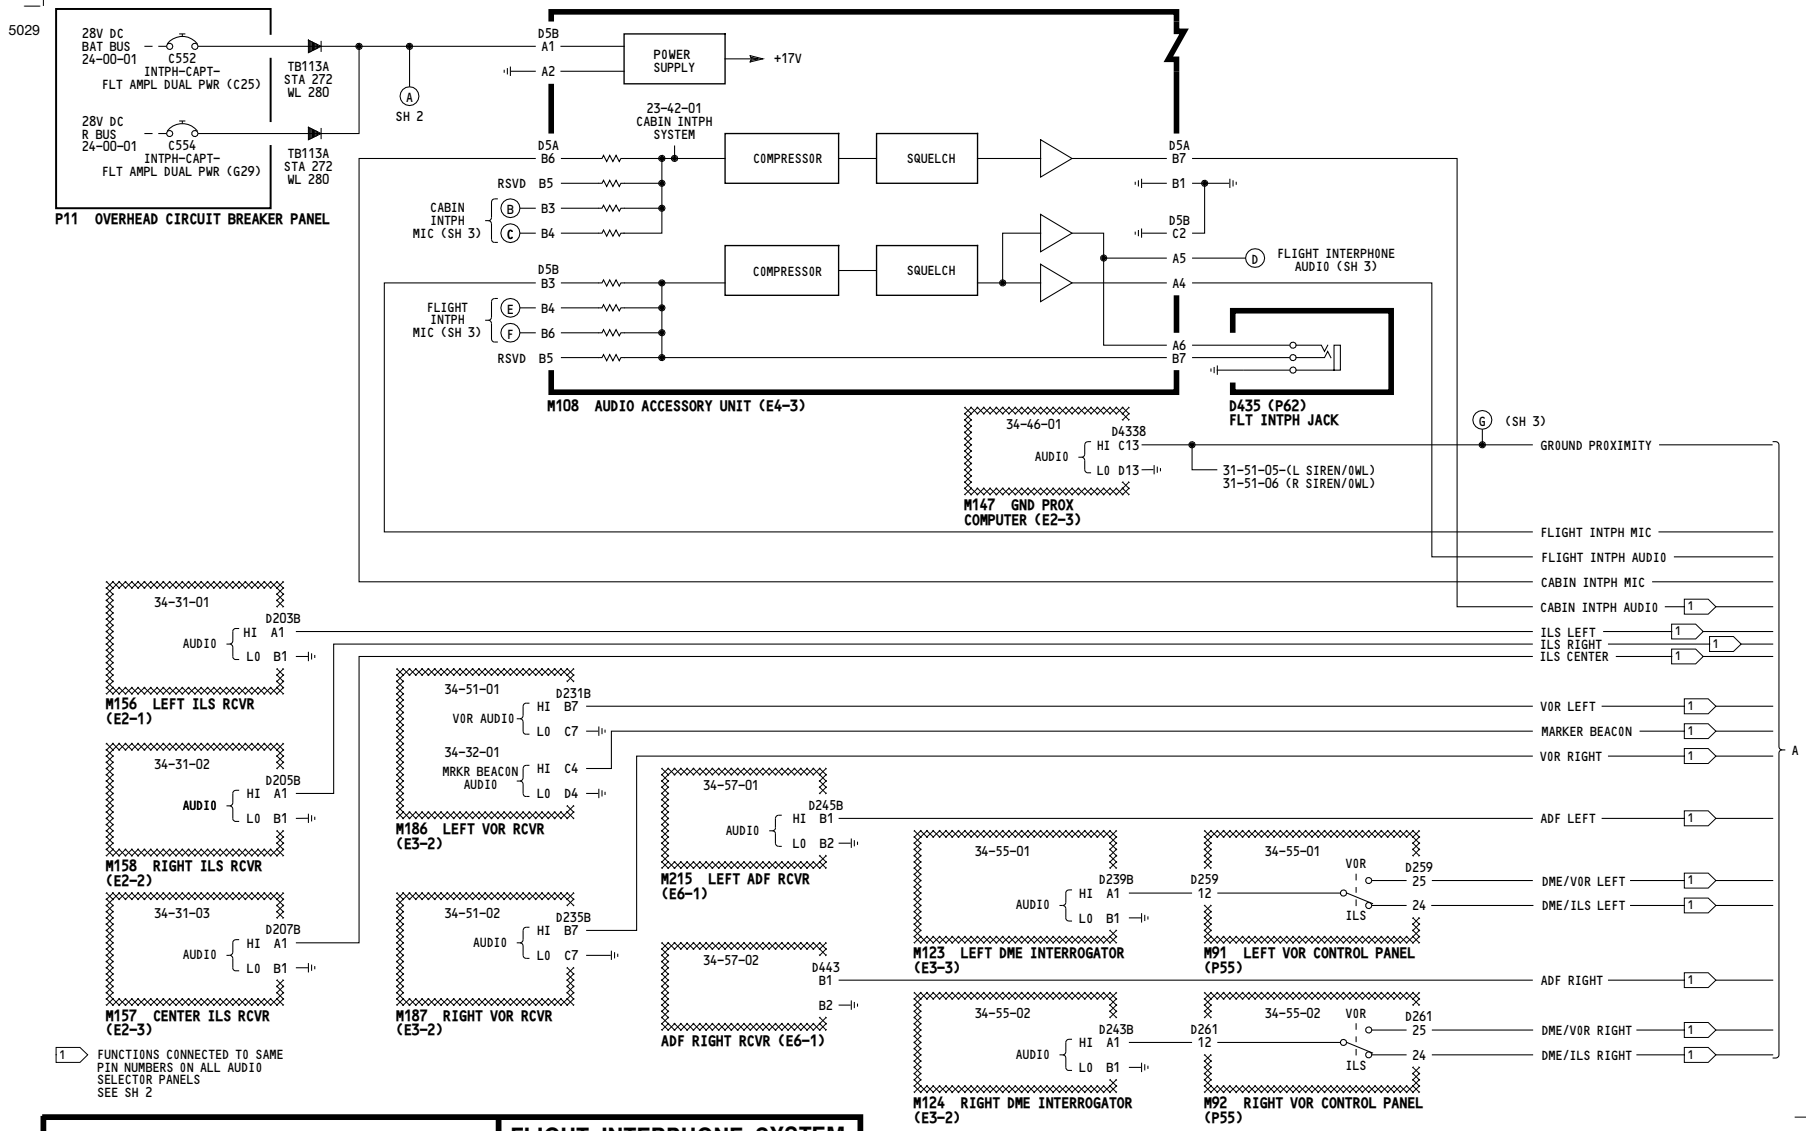 5029
28V DC
BAT BUS
24-00-01
C552
INTPH-CAPT-
FLT AMPL DUAL PWR (C25)
TB113A
STA 272
WL 280
A
SH 2
28V DC
R BUS
24-00-01
C554
INTPH-CAPT-
FLT AMPL DUAL PWR (G29)
TB113A
STA 272
WL 280
P11 OVERHEAD CIRCUIT BREAKER PANEL
D5B
A1
A2
POWER
SUPPLY
+17V
23-42-01
CABIN INTPH
SYSTEM
D5A
B6
RSVD B5
CABIN
INTPH
MIC (SH 3)
B B3
C B4
COMPRESSOR
SQUELCH
D5A
B7
B1
D5B
C2
A5
D
FLIGHT INTERPHONE
AUDIO (SH 3)
A4
D5B
B3
FLIGHT
INTPH
MIC (SH 3)
E B4
F B6
RSVD B5
COMPRESSOR
SQUELCH
A6
B7
M108 AUDIO ACCESSORY UNIT (E4-3)
D435 (P62)
FLT INTPH JACK
34-46-01
D4338
AUDIO
HI C13
LO D13
M147 GND PROX
COMPUTER (E2-3)
31-51-05-(L SIREN/OWL)
31-51-06 (R SIREN/OWL)
G (SH 3)
GROUND PROXIMITY
FLIGHT INTPH MIC
FLIGHT INTPH AUDIO
CABIN INTPH MIC
CABIN INTPH AUDIO 1
ILS LEFT 1
ILS RIGHT 1
ILS CENTER 1
VOR LEFT 1
MARKER BEACON 1
VOR RIGHT 1
A
ADF LEFT 1
DME/VOR LEFT 1
DME/ILS LEFT 1
ADF RIGHT 1
DME/VOR RIGHT 1
DME/ILS RIGHT 1
34-31-01
D203B
AUDIO
HI A1
LO B1
M156 LEFT ILS RCVR
(E2-1)
34-31-02
D205B
AUDIO
HI A1
LO B1
M158 RIGHT ILS RCVR
(E2-2)
34-31-03
D207B
AUDIO
HI A1
LO B1
M157 CENTER ILS RCVR
(E2-3)
34-51-01
D231B
VOR AUDIO
HI B7
LO C7
34-32-01
MRKR BEACON
AUDIO
HI C4
LO D4
M186 LEFT VOR RCVR
(E3-2)
34-51-02
D235B
AUDIO
HI B7
LO C7
M187 RIGHT VOR RCVR
(E3-2)
34-57-01
D245B
AUDIO
HI B1
LO B2
M215 LEFT ADF RCVR
(E6-1)
34-57-02
D443
B1
B2
ADF RIGHT RCVR (E6-1)
34-55-01
D239B
AUDIO
HI A1
LO B1
M123 LEFT DME INTERROGATOR
(E3-3)
34-55-01
D259
12
VOR
ILS
D259
25
24
M91 LEFT VOR CONTROL PANEL
(P55)
34-55-02
D243B
AUDIO
HI A1
LO B1
M124 RIGHT DME INTERROGATOR
(E3-2)
34-55-02
D261
12
VOR
ILS
D261
25
24
M92 RIGHT VOR CONTROL PANEL
(P55)
1 FUNCTIONS CONNECTED TO SAME
PIN NUMBERS ON ALL AUDIO
SELECTOR PANELS
SEE SH 2
FLIGHT INTERPHONE SYSTEM